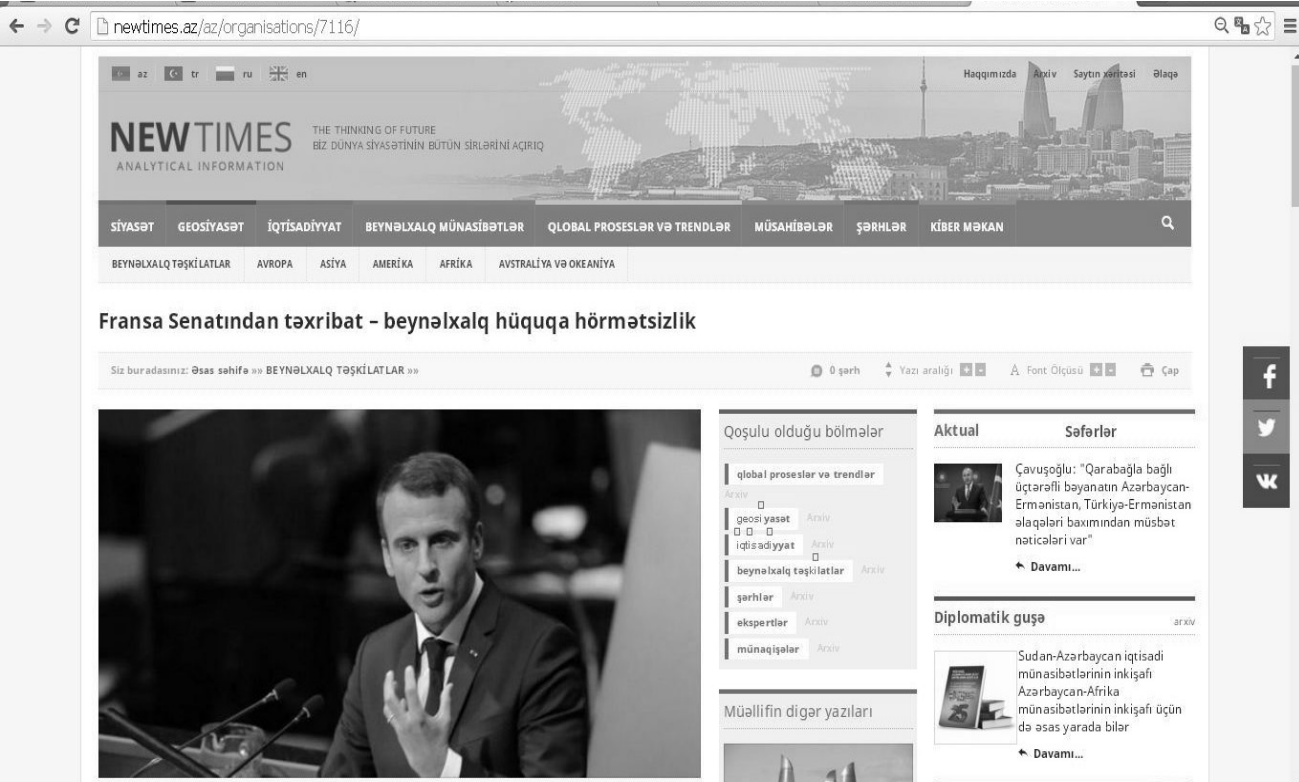 newtimes.az/az/organisations/7116/
az tr ru en
Haqqımızda Arxiv Saytın xəritəsi Əlaqə
NEWTIMES
ANALYTICAL INFORMATION
THE THINKING OF FUTURE
BİZ DÜNYA SİYASƏTİNİN BÜTÜN SİRLƏRİNİ AÇIRIQ
SİYASƏT GEOSİYASƏT İQTİSADİYYAT BEYNƏLXALQ MÜNASİBƏTLƏR QLOBAL PROSESLƏR VƏ TRENDLƏR MÜSAHİBƏLƏR ŞƏRHLƏR KİBER MƏKAN
BEYNƏLXALQ TƏŞKİLATLAR AVROPA ASİYA AMERİKA AFRİKA AVSTRALİYA VƏ OKEANİYA
Fransa Senatından təxribat – beynəlxalq hüquqa hörmətsizlik
Siz buradasınız: Əsas səhifə »» BEYNƏLXALQ TƏŞKİLATLAR »»
0 şərh Yazı aralığı + - A Font Ölçüsü + - Çap
Qoşulu olduğu bölmələr
qlobal proseslər və trendlər
Arxiv
geosiyasət Arxiv
iqtisadiyyat Arxiv
beynəlxalq təşkilatlar Arxiv
şərhlər Arxiv
ekspertlər Arxiv
münaqişələr Arxiv
Müəllifin digər yazıları
Aktual Səfərlər
Çavuşoğlu: "Qarabağla bağlı
üçtərəfli bəyanatın Azərbaycan-
Ermənistan, Türkiyə-Ermənistan
əlaqələri baxımından müsbət
nəticələri var"
Davamı...
Diplomatik guşə arxiv
Sudan-Azərbaycan iqtisadi
münasibətlərinin inkişafı
Azərbaycan-Afrika
münasibətlərinin inkişafı üçün
də əsas yarada bilər
Davamı...